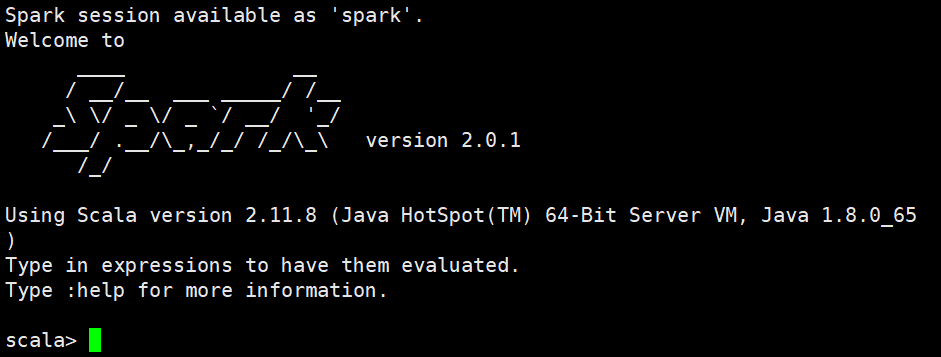 Spark session available as 'spark'.
Welcome to
      ____              __
     / __/__  ___ _____/ /__
    _\ \/ _ \/ _ `/ __/  '_/
   /___/ .__/\_,_/_/ /_/\_\   version 2.0.1
      /_/
Using Scala version 2.11.8 (Java HotSpot(TM) 64-Bit Server VM, Java 1.8.0_65
)
Type in expressions to have them evaluated.
Type :help for more information.
scala>